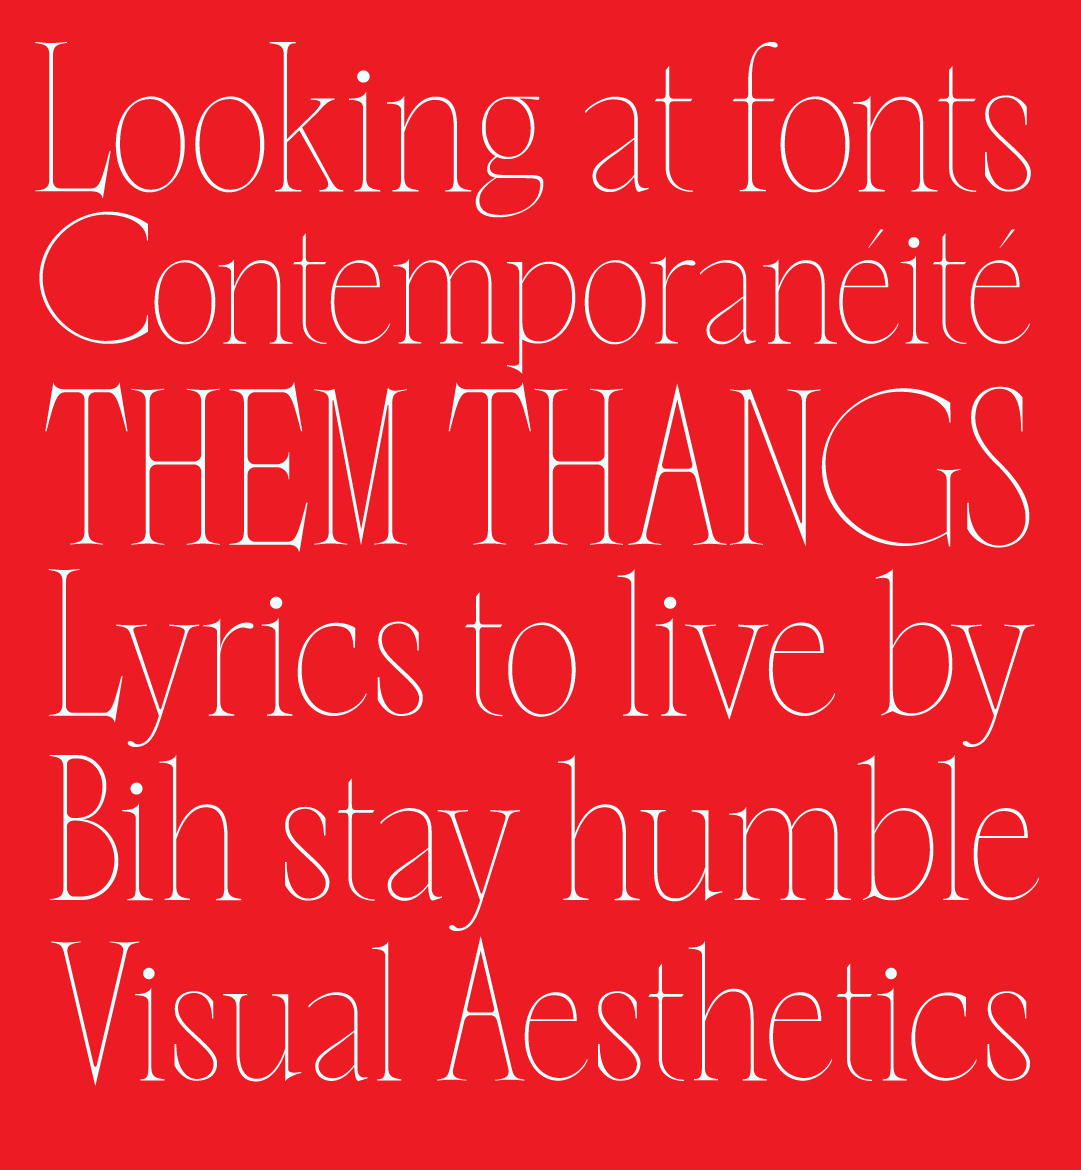 Looking at fonts
Contemporanéité
THEM THANGS
Lyrics to live by
Bih stay humble
Visual Aesthetics